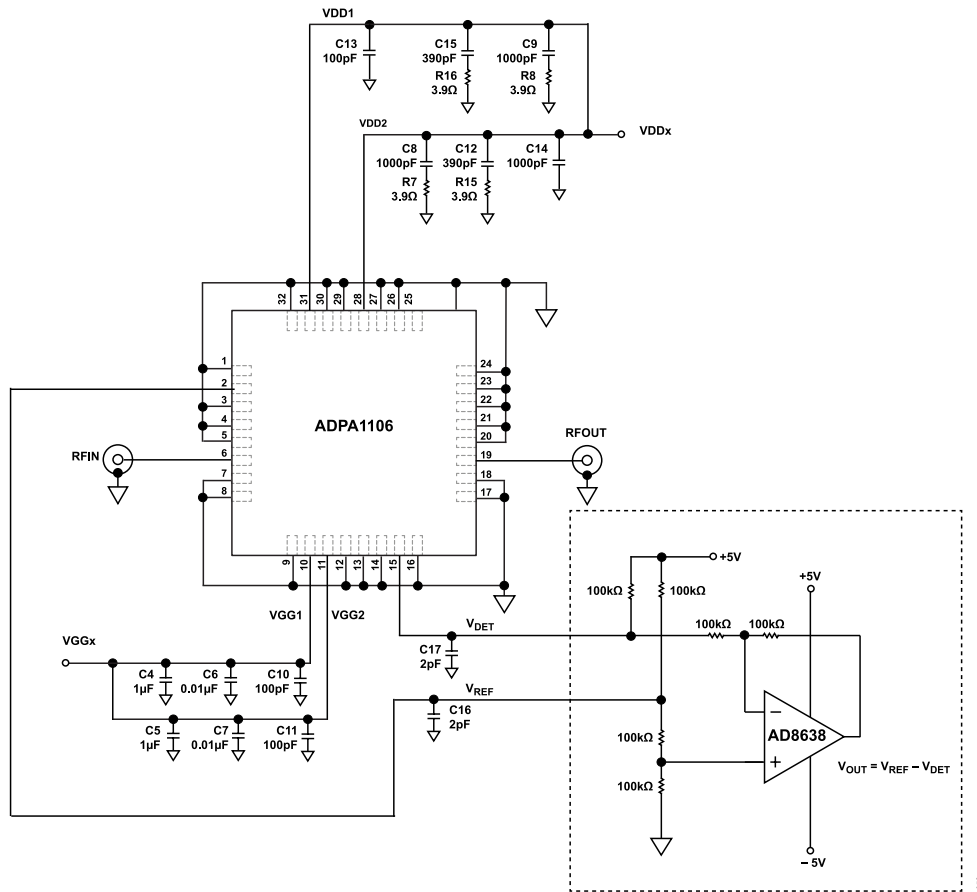 VDD1
C13
100pF
C15
390pF
R16
3.9Ω
C9
1000pF
R8
3.9Ω
VDD2
VDDx
C8
1000pF
R7
3.9Ω
C12
390pF
R15
3.9Ω
C14
1000pF
32
31
30
29
28
27
26
25
1
2
3
4
5
6
7
8
24
23
22
21
20
19
18
17
ADPA1106
RFIN
RFOUT
9
10
11
12
13
14
15
16
VGG1
VGG2
VGGx
C4
1µF
C6
0.01µF
C10
100pF
C5
1µF
C7
0.01µF
C11
100pF
VDET
C17
2pF
VREF
C16
2pF
+5V
100kΩ
100kΩ
+5V
100kΩ
100kΩ
100kΩ
100kΩ
−
+
AD8638
VOUT = VREF – VDET
– 5V